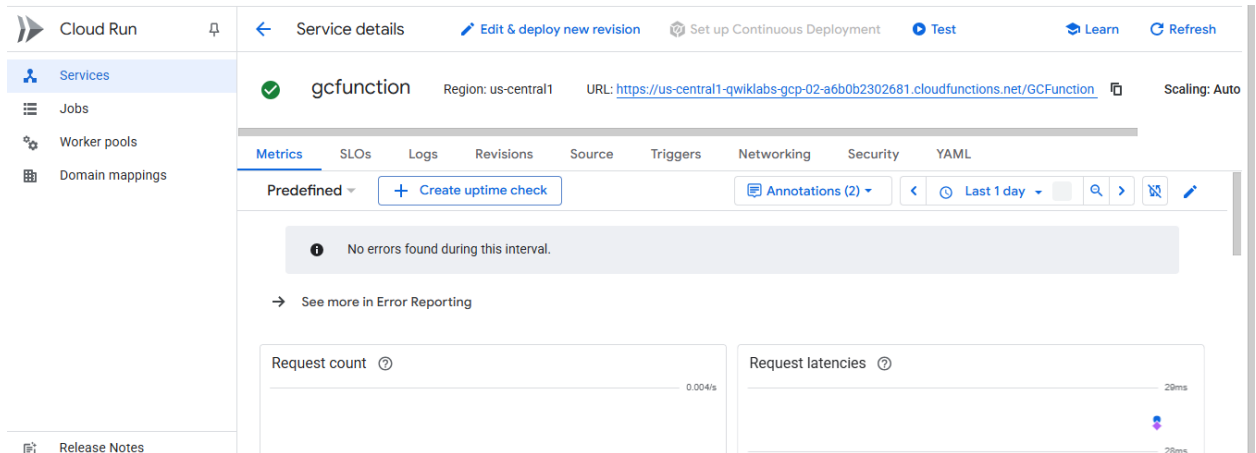 Cloud Run
Service details
Edit & deploy new revision
Set up Continuous Deployment
Test
Learn
Refresh
Services
Jobs
Worker pools
Domain mappings
Release Notes
gcfunction
Region: us-central1
URL: https://us-central1-qwiklabs-gcp-02-a6b0b2302681.cloudfunctions.net/GCFunction
Scaling: Auto
Metrics
SLOs
Logs
Revisions
Source
Triggers
Networking
Security
YAML
Predefined
Create uptime check
Annotations (2)
Last 1 day
No errors found during this interval.
See more in Error Reporting
Request count
0.004/s
Request latencies
29ms
28ms